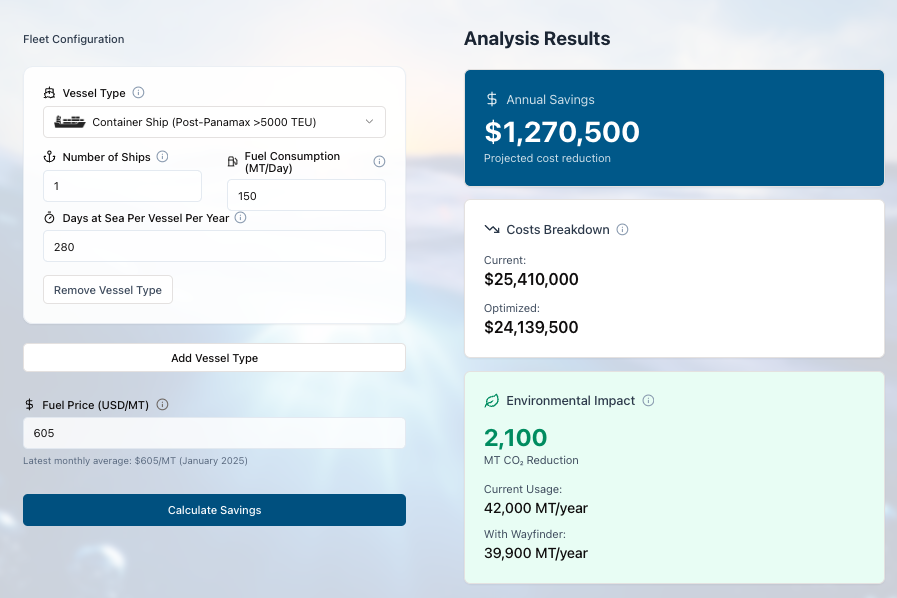 Fleet Configuration
Vessel Type
Container Ship (Post-Panamax >5000 TEU)
Number of Ships
1
Fuel Consumption
(MT/Day)
150
Days at Sea Per Vessel Per Year
280
Remove Vessel Type
Add Vessel Type
Fuel Price (USD/MT)
605
Latest monthly average: $605/MT (January 2025)
Calculate Savings
Analysis Results
Annual Savings
$1,270,500
Projected cost reduction
Costs Breakdown
Current:
$25,410,000
Optimized:
$24,139,500
Environmental Impact
2,100
MT CO₂ Reduction
Current Usage:
42,000 MT/year
With Wayfinder:
39,900 MT/year